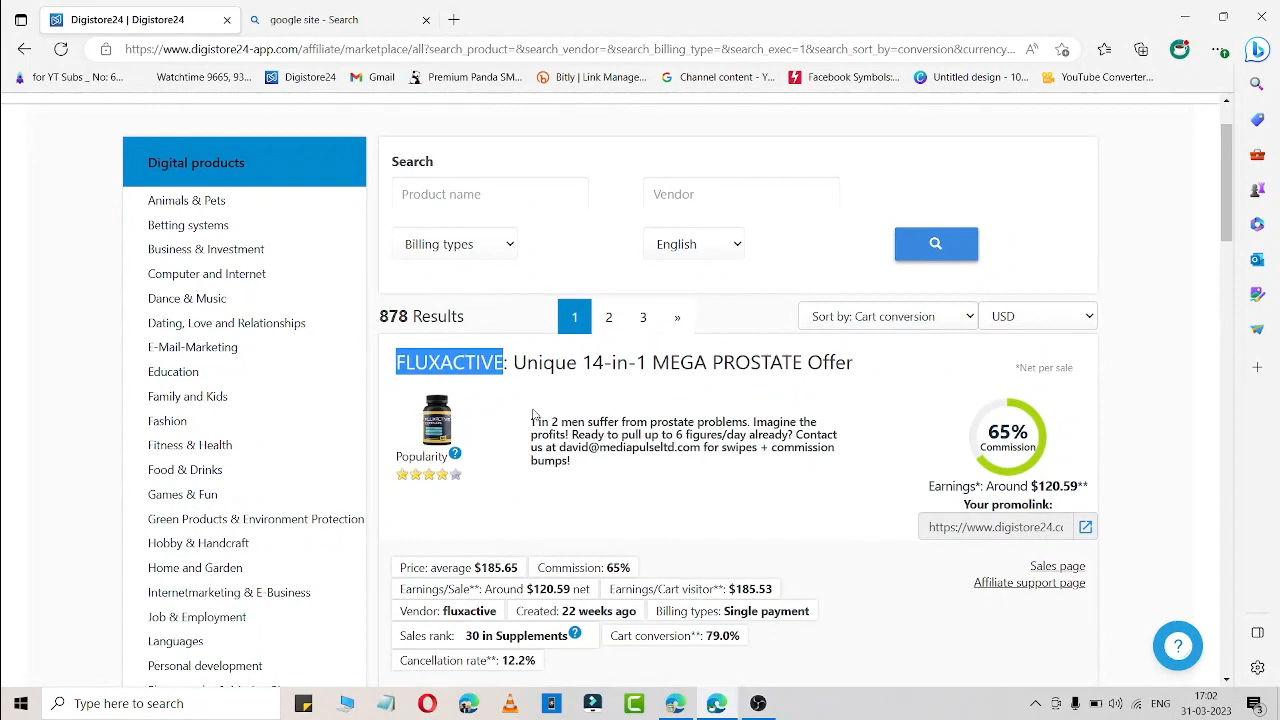 Digistore24 | Digistore24
google site - Search
https://www.digistore24-app.com/affiliate/marketplace/all?search_product=&search_vendor=&search_billing_type=&search_exec=1&search_sort_by=conversion&currency...
for YT Subs _ No: 6...
Watchtime 9665, 93...
Digistore24
Gmail
Premium Panda SM...
Bitly | Link Manage...
Channel content - Y...
Facebook Symbols:...
Untitled design - 10...
YouTube Converter...
Digital products
Animals & Pets
Betting systems
Business & Investment
Computer and Internet
Dance & Music
Dating, Love and Relationships
E-Mail-Marketing
Education
Family and Kids
Fashion
Fitness & Health
Food & Drinks
Games & Fun
Green Products & Environment Protection
Hobby & Handcraft
Home and Garden
Internetmarketing & E-Business
Job & Employment
Languages
Personal development
Search
Product name
Vendor
Billing types
English
878 Results
1 2 3 »
Sort by: Cart conversion
USD
FLUXACTIVE: Unique 14-in-1 MEGA PROSTATE Offer
*Net per sale
1 in 2 men suffer from prostate problems. Imagine the
profits! Ready to pull up to 6 figures/day already? Contact
us at david@mediapulseltd.com for swipes + commission
bumps!
Popularity ?
65%
Commission
Earnings*: Around $120.59**
Your promolink:
https://www.digistore24.cc
Price: average $185.65
Commission: 65%
Earnings/Sale**: Around $120.59 net
Earnings/Cart visitor**: $185.53
Vendor: fluxactive
Created: 22 weeks ago
Billing types: Single payment
Sales rank: 30 in Supplements ?
Cart conversion**: 79.0%
Cancellation rate**: 12.2%
Sales page
Affiliate support page
?
Type here to search
17:02
31-03-2023
3